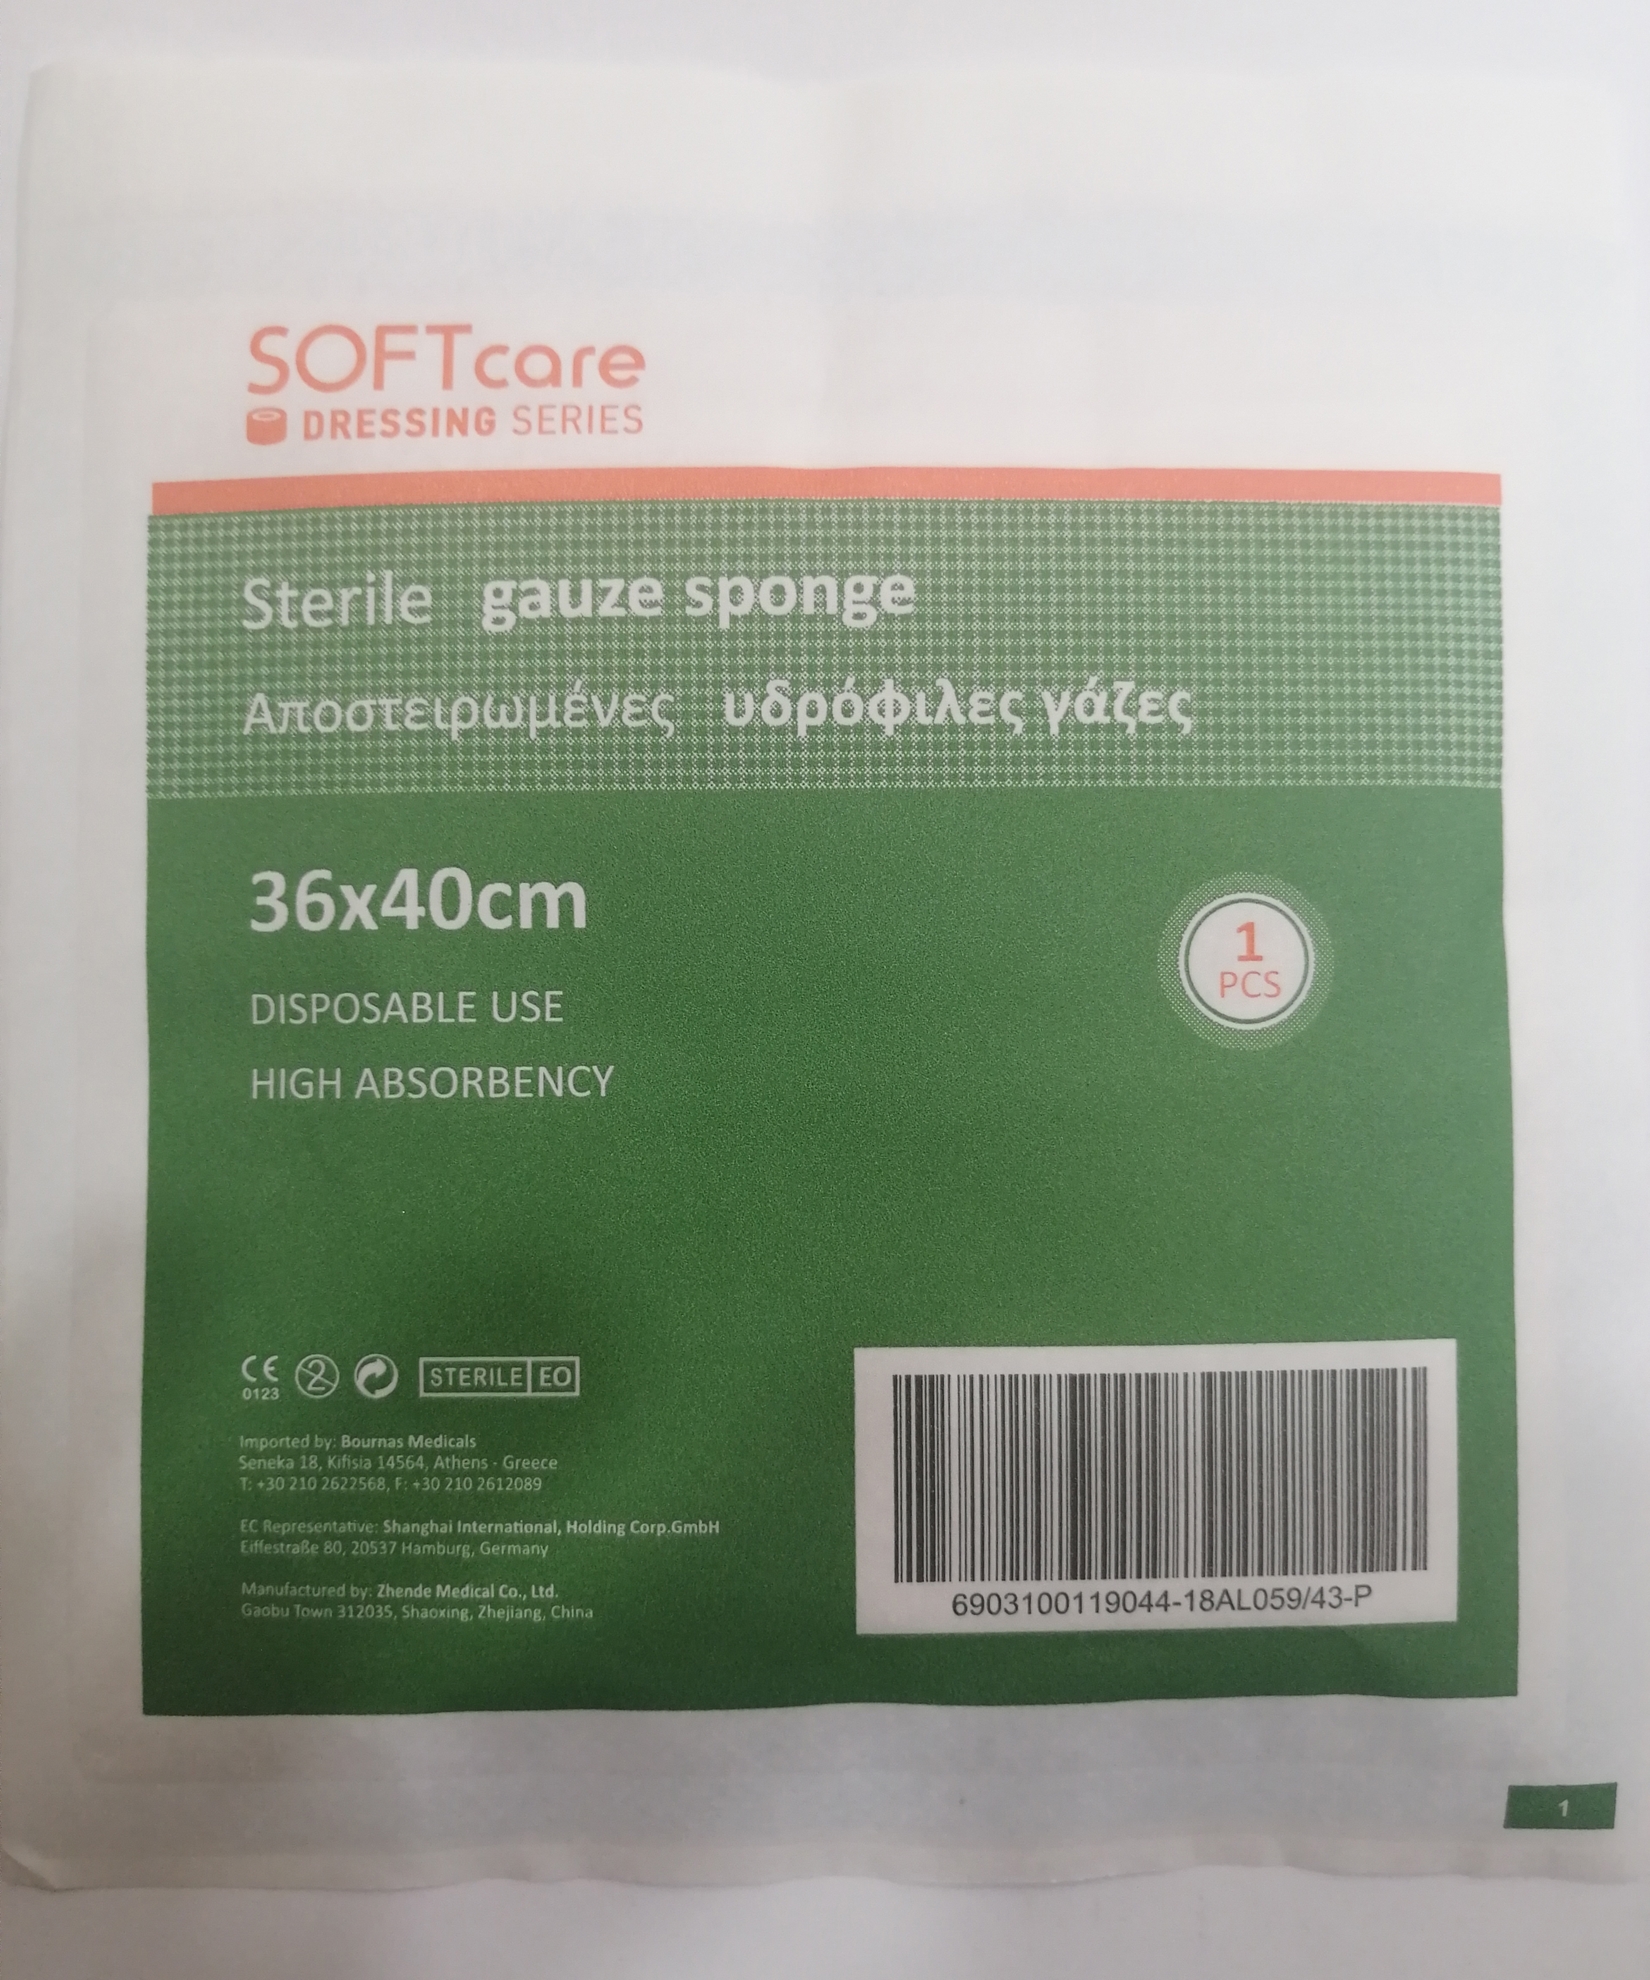 SOFTcare
DRESSING SERIES
Sterile gauze sponge
Αποστειρωμένες υδρόφιλες γάζες
36x40cm
1
PCS
DISPOSABLE USE
HIGH ABSORBENCY
CE
0123
2
STERILE EO
Imported by: Bournas Medicals
Seneka 18, Kifisia 14564, Athens - Greece
T: +30 210 2622568, F: +30 210 2612089
EC Representative: Shanghai International, Holding Corp.GmbH
Eiffestraße 80, 20537 Hamburg, Germany
Manufactured by: Zhende Medical Co., Ltd.
Gaobu Town 312035, Shaoxing, Zhejiang, China
6903100119044-18AL059/43-P
1